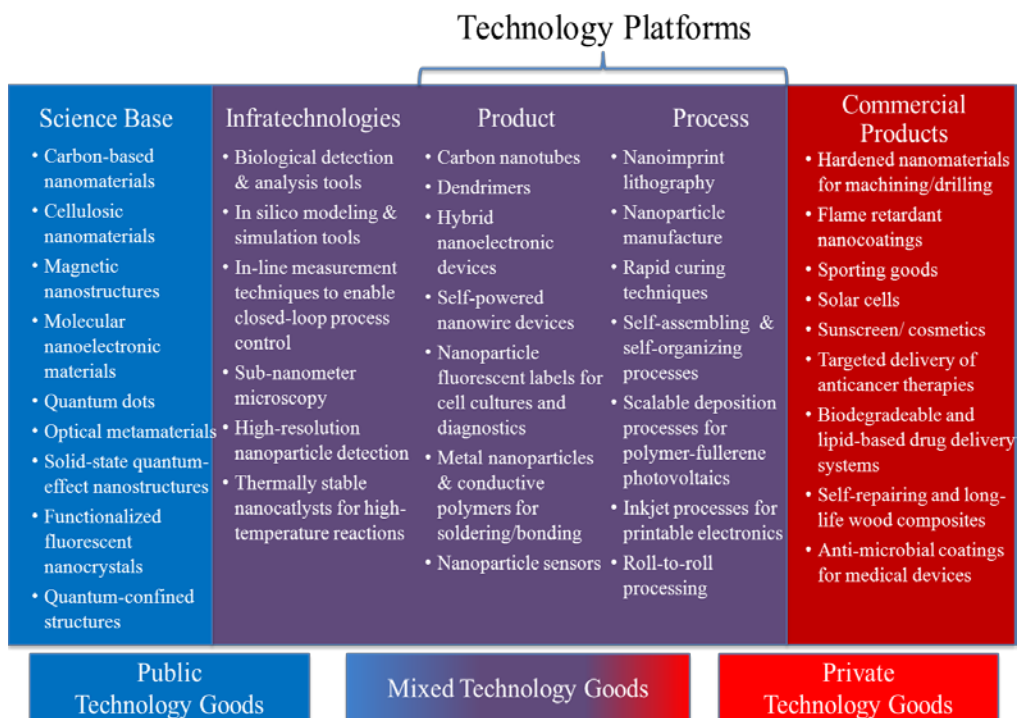 Technology Platforms
Science Base
• Carbon-based
nanomaterials
• Cellulosic
nanomaterials
• Magnetic
nanostructures
• Molecular
nanoelectronic
materials
• Quantum dots
• Optical metamaterials
• Solid-state quantum-
effect nanostructures
• Functionalized
fluorescent
nanocrystals
• Quantum-confined
structures
Infratechnologies
• Biological detection
& analysis tools
• In silico modeling &
simulation tools
• In-line measurement
techniques to enable
closed-loop process
control
• Sub-nanometer
microscopy
• High-resolution
nanoparticle detection
• Thermally stable
nanocatlysts for high-
temperature reactions
Product
• Carbon nanotubes
• Dendrimers
• Hybrid
nanoelectronic
devices
• Self-powered
nanowire devices
• Nanoparticle
fluorescent labels for
cell cultures and
diagnostics
• Metal nanoparticles
& conductive
polymers for
soldering/bonding
• Nanoparticle sensors
Process
• Nanoimprint
lithography
• Nanoparticle
manufacture
• Rapid curing
techniques
• Self-assembling &
self-organizing
processes
• Scalable deposition
processes for
polymer-fullerene
photovoltaics
• Inkjet processes for
printable electronics
• Roll-to-roll
processing
Commercial
Products
• Hardened nanomaterials
for machining/drilling
• Flame retardant
nanocoatings
• Sporting goods
• Solar cells
• Sunscreen/ cosmetics
• Targeted delivery of
anticancer therapies
• Biodegradeable and
lipid-based drug delivery
systems
• Self-repairing and long-
life wood composites
• Anti-microbial coatings
for medical devices
Public
Technology Goods
Mixed Technology Goods
Private
Technology Goods